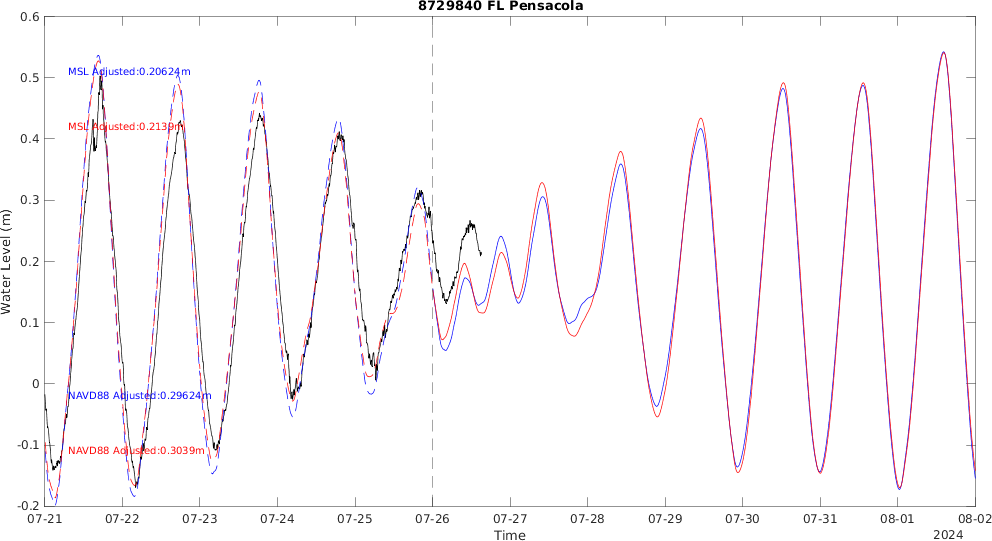 8729840 FL Pensacola
0.6
0.5
0.4
0.3
0.2
0.1
0
-0.1
-0.2
Water Level (m)
MSL Adjusted:0.20624m
MSL Adjusted:0.2139m
NAVD88 Adjusted:0.29624m
NAVD88 Adjusted:0.3039m
07-21 07-22 07-23 07-24 07-25 07-26 07-27 07-28 07-29 07-30 07-31 08-01 08-02
Time
2024